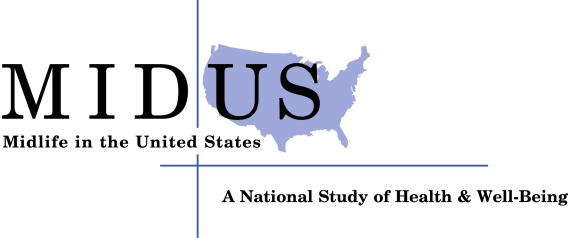 MIDUS
Midlife in the United States
A National Study of Health & Well-Being